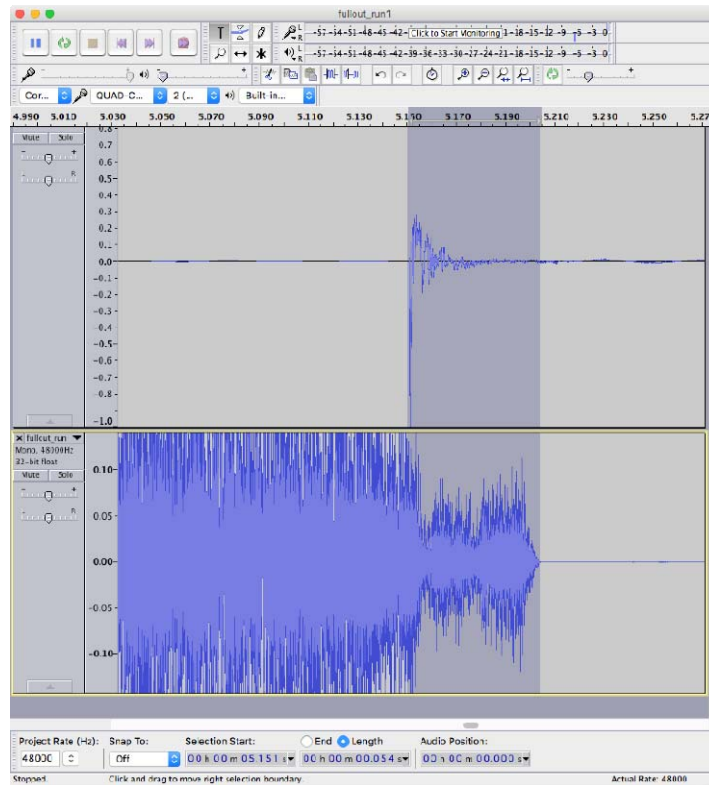 fullout_run1
-57 -54 -51 -48 -45 -42- Click to Start Monitoring 1 -18 -15 -12 -9 -6 -3 0
-57 -54 -51 -48 -45 -42 -39 -36 -33 -30 -27 -24 -21 -18 -15 -12 -9 -6 -3 0
Cor... QUAD-C... 2 (... Built-in...
4.990 5.010 5.030 5.050 5.070 5.090 5.110 5.130 5.150 5.170 5.190 5.210 5.230 5.250 5.27
Mute Solo
0.8
0.7
0.6
0.5
0.4
0.3
0.2
0.1
0.0
-0.1
-0.2
-0.3
-0.4
-0.5
-0.6
-0.7
-0.8
-1.0
fullout_run
Mono, 48000Hz
32-bit float
Mute Solo
0.10
0.05
0.00
-0.05
-0.10
Project Rate (Hz): Snap To: Selection Start: End Length Audio Position:
48000 Off 00 h 00 m 05.151 s 00 h 00 m 00.054 s 00 h 00 m 00.000 s
Stopped. Click and drag to move right selection boundary. Actual Rate: 48000